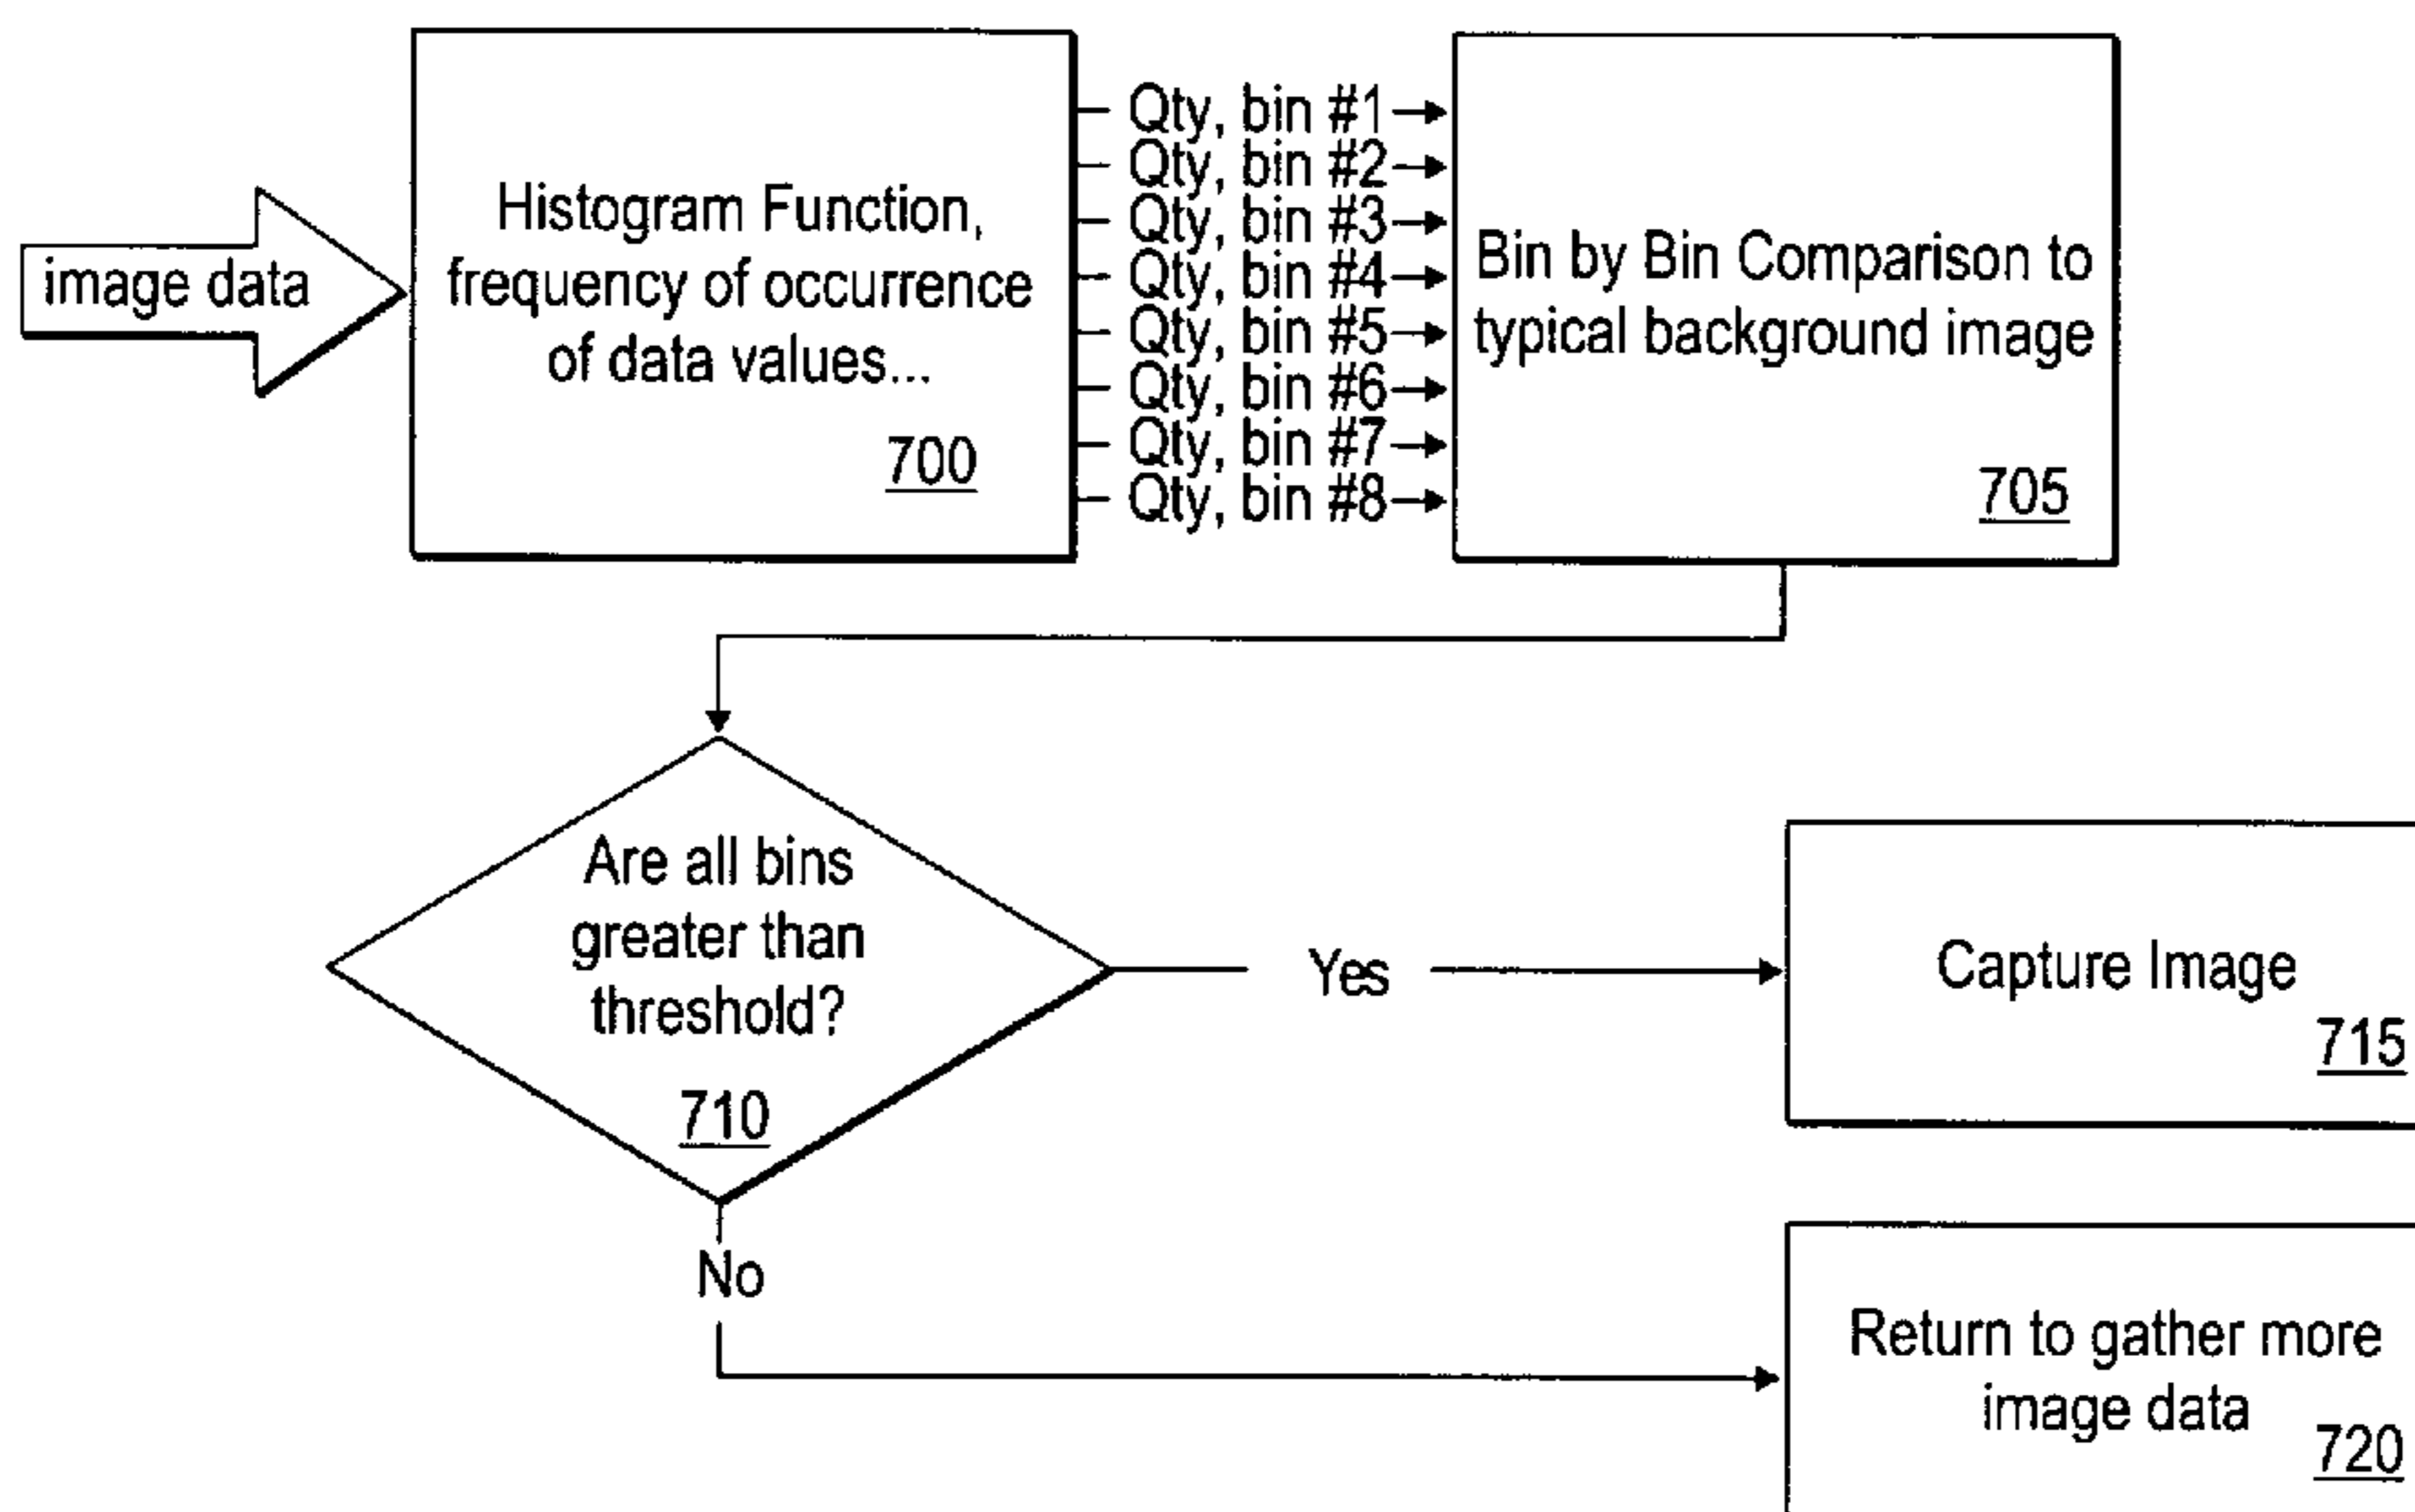 image data
Histogram Function,
frequency of occurrence
of data values...
700
Qty, bin #1
Qty, bin #2
Qty, bin #3
Qty, bin #4
Qty, bin #5
Qty, bin #6
Qty, bin #7
Qty, bin #8
Bin by Bin Comparison to
typical background image
705
Are all bins
greater than
threshold?
710
Yes
Capture Image
715
No
Return to gather more
image data
720